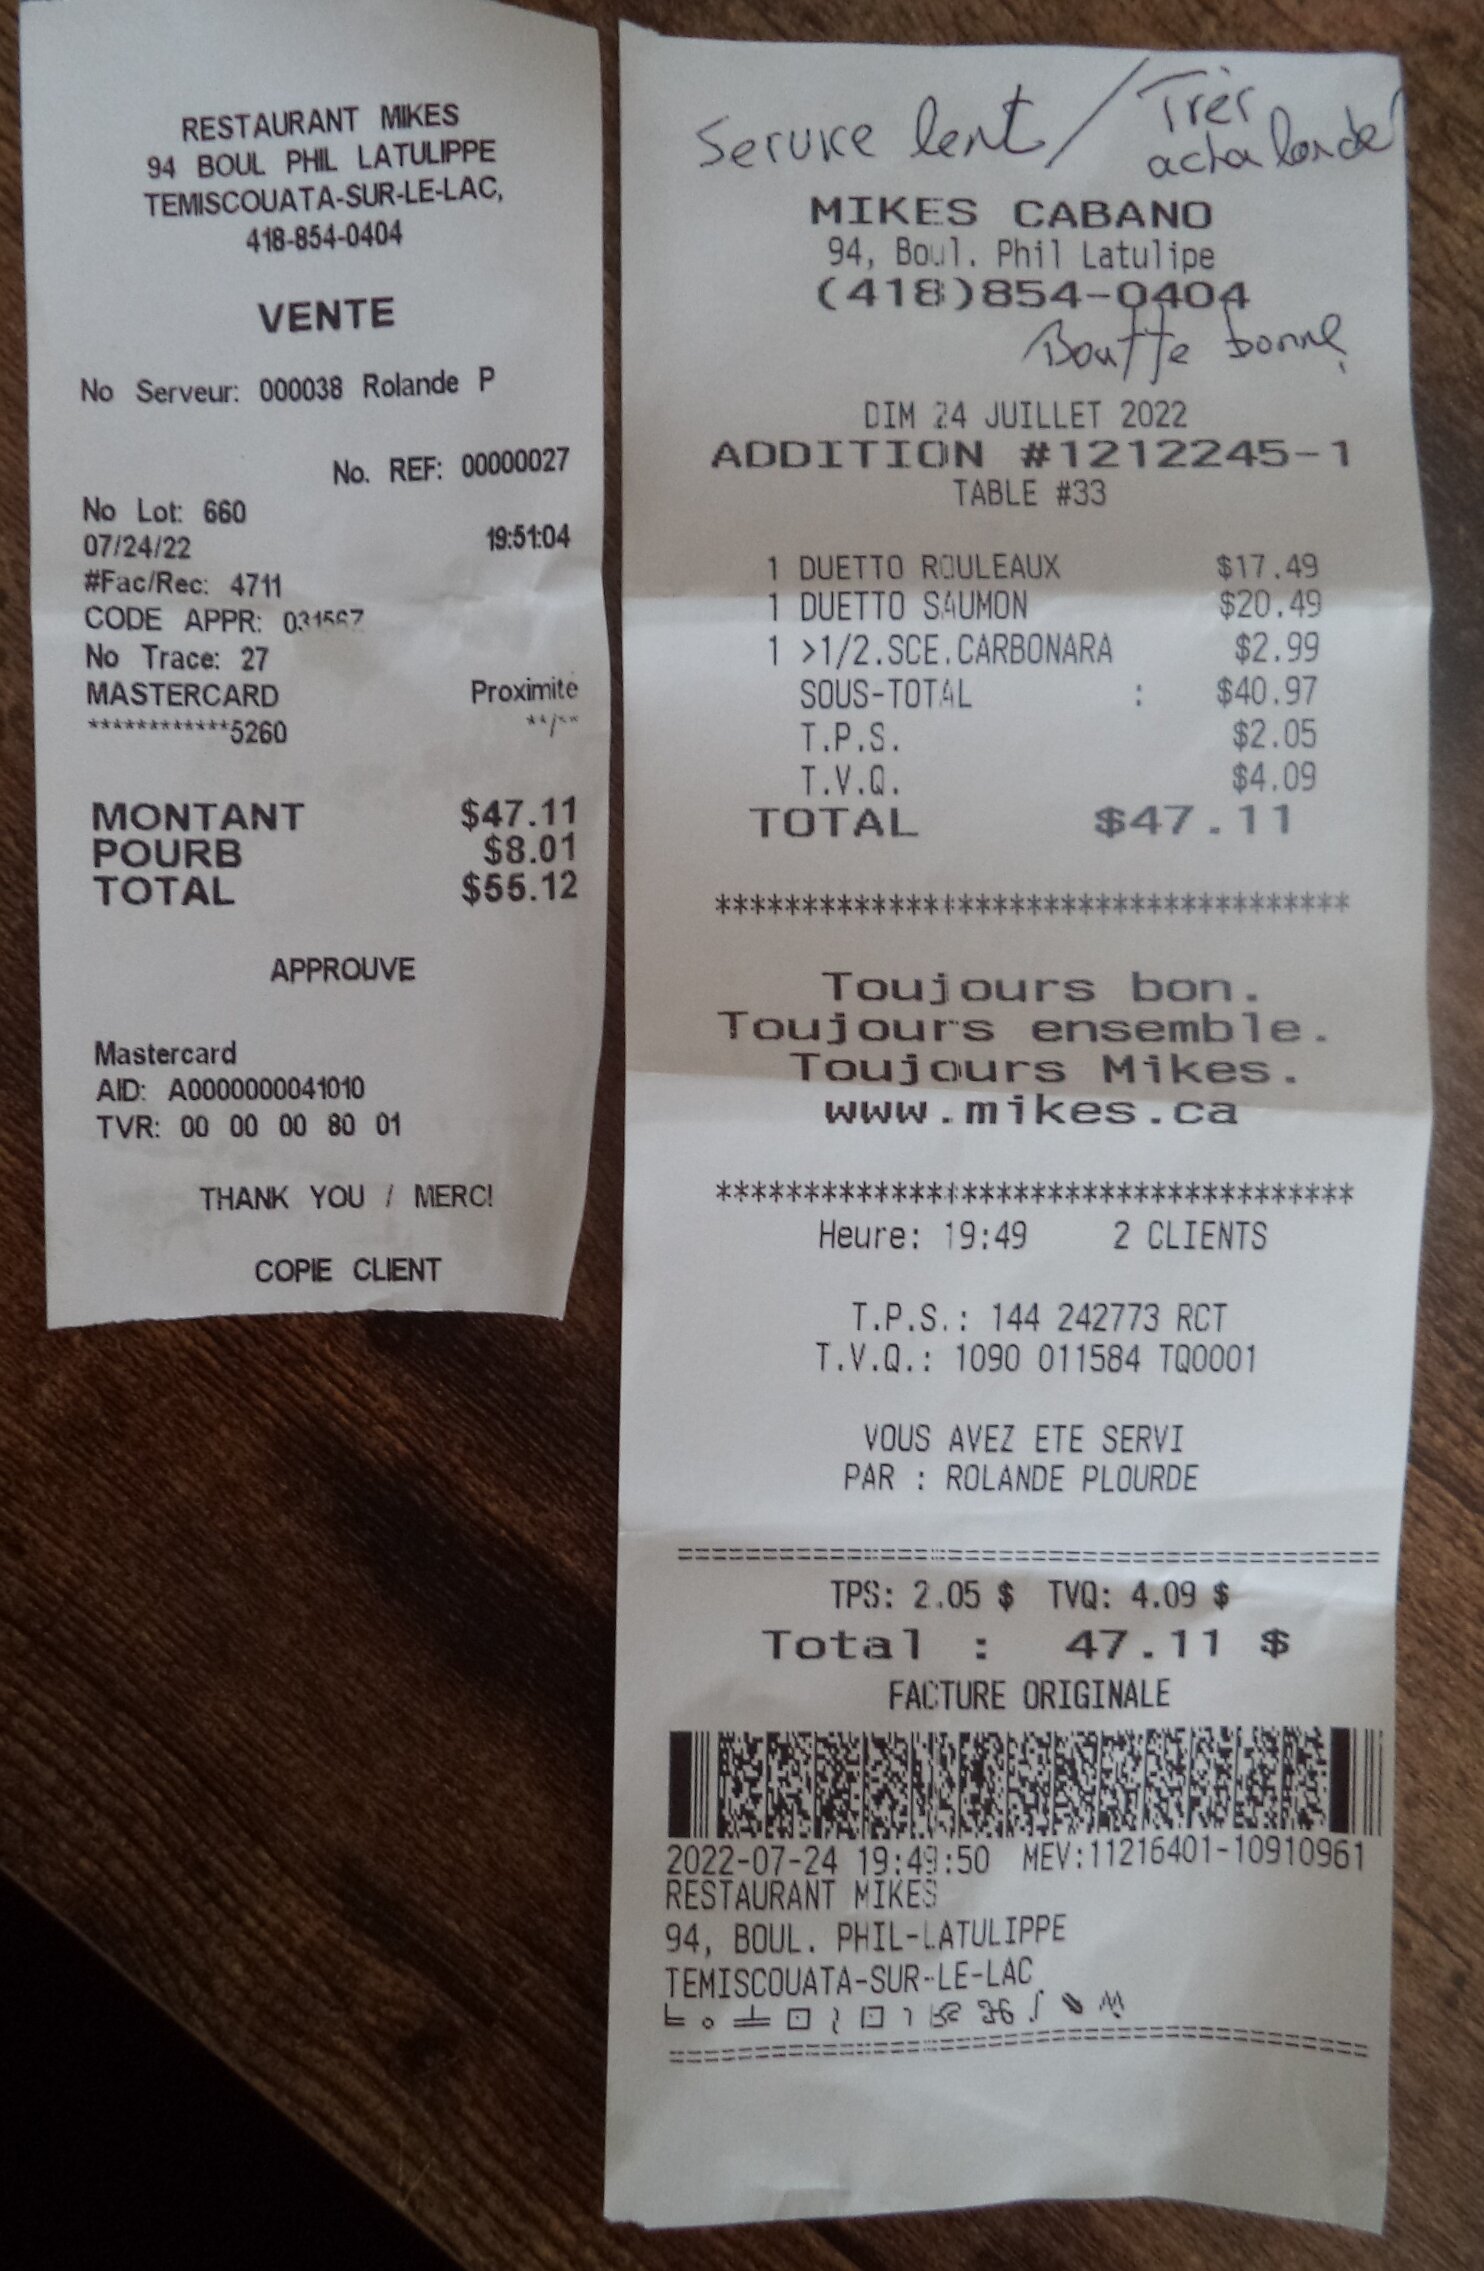 RESTAURANT MIKES
94 BOUL PHIL LATULIPPE
TEMISCOUATA-SUR-LE-LAC,
418-854-0404
VENTE
No Serveur: 000038 Rolande P
No. REF: 00000027
No Lot: 660
07/24/22 19:51:04
#Fac/Rec: 4711
CODE APPR: 031567
No Trace: 27
MASTERCARD Proximite
************5260 **/**
MONTANT $47.11
POURB $8.01
TOTAL $55.12
APPROUVE
Mastercard
AID: A0000000041010
TVR: 00 00 00 80 01
THANK YOU / MERCI
COPIE CLIENT
Service lent / Très
achalandé
MIKES CABANO
94, Boul. Phil Latulipe
(418)854-0404
Bouffe bonne
DIM 24 JUILLET 2022
ADDITION #1212245-1
TABLE #33
1 DUETTO ROULEAUX $17.49
1 DUETTO SAUMON $20.49
1 >1/2.SCE.CARBONARA $2.99
SOUS-TOTAL : $40.97
T.P.S. $2.05
T.V.Q. $4.09
TOTAL $47.11
*************************************
Toujours bon.
Toujours ensemble.
Toujours Mikes.
www.mikes.ca
*************************************
Heure: 19:49 2 CLIENTS
T.P.S.: 144 242773 RCT
T.V.Q.: 1090 011584 TQ0001
VOUS AVEZ ETE SERVI
PAR : ROLANDE PLOURDE
==========================================
TPS: 2.05 $ TVQ: 4.09 $
Total : 47.11 $
FACTURE ORIGINALE
2022-07-24 19:49:50 MEV:11216401-10910961
RESTAURANT MIKES
94, BOUL. PHIL-LATULIPPE
TEMISCOUATA-SUR-LE-LAC
==========================================